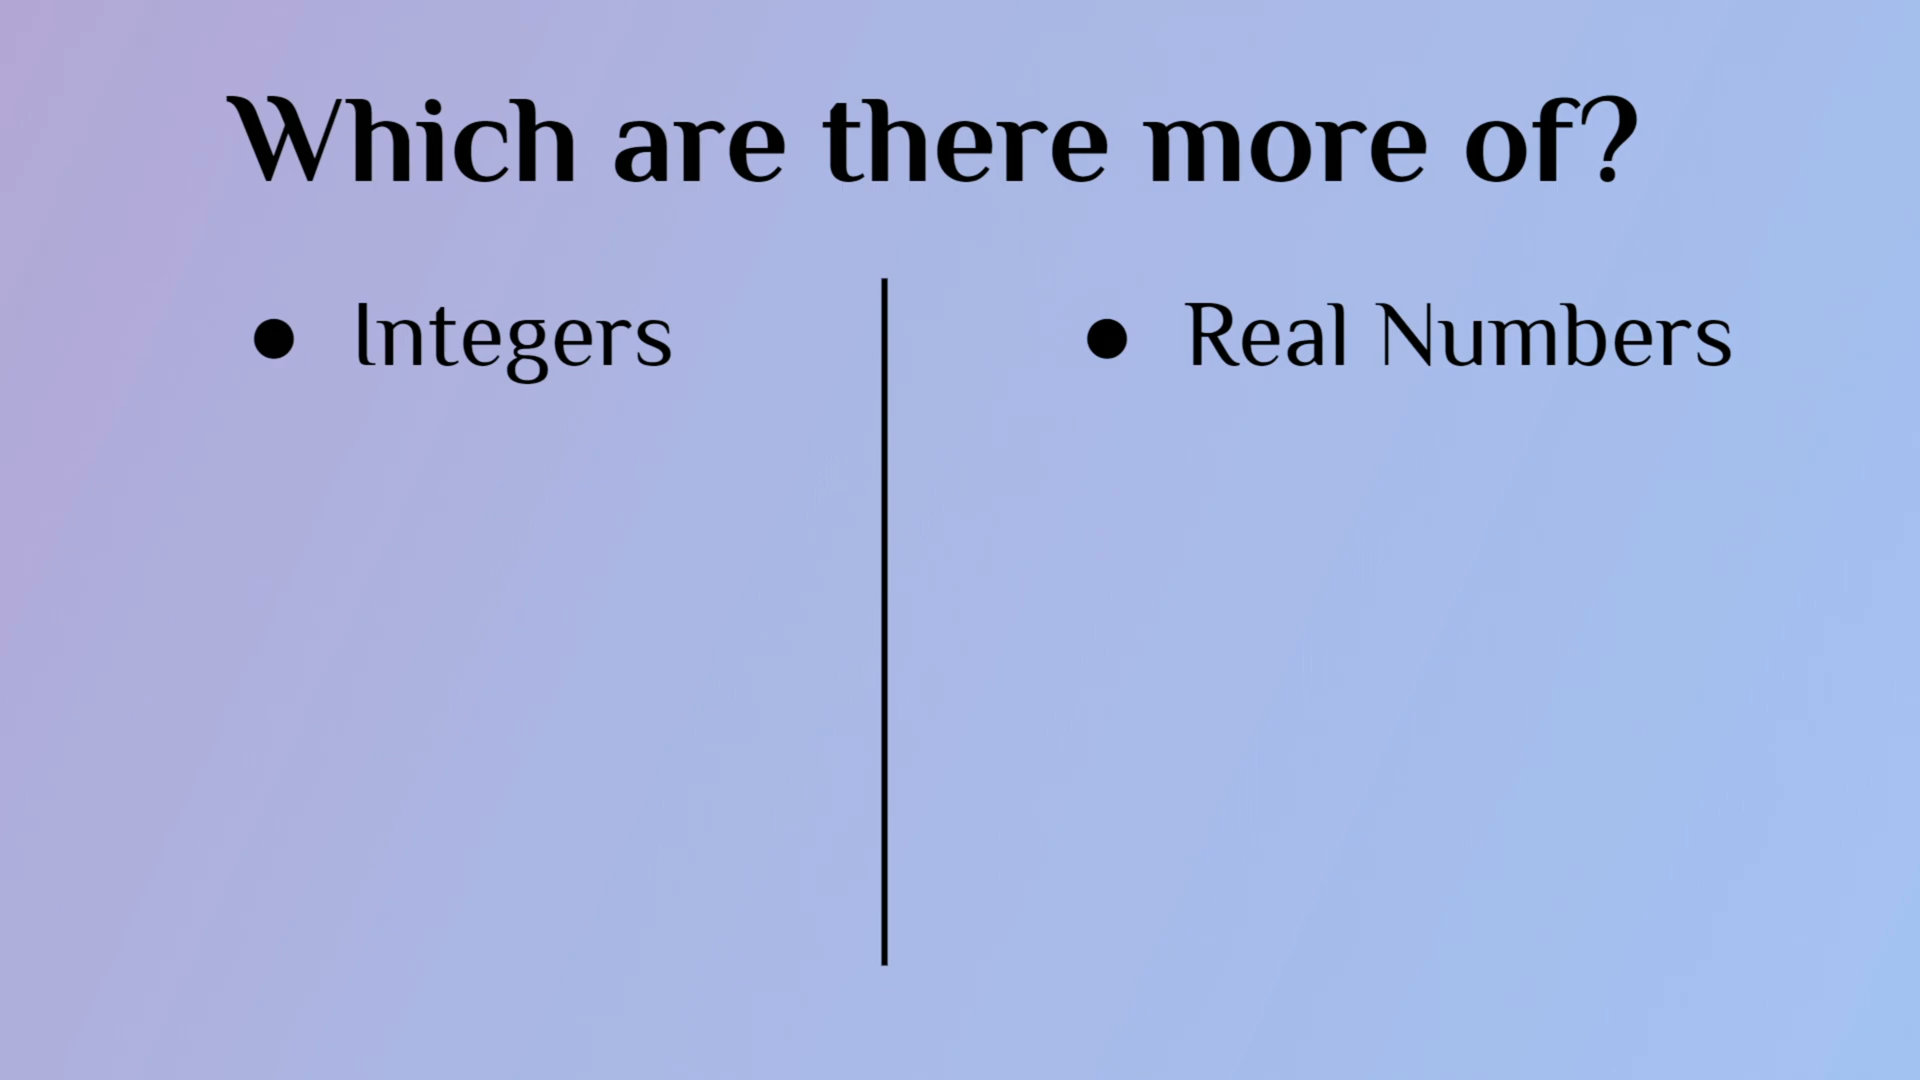 Which are there more of?
● Integers
● Real Numbers